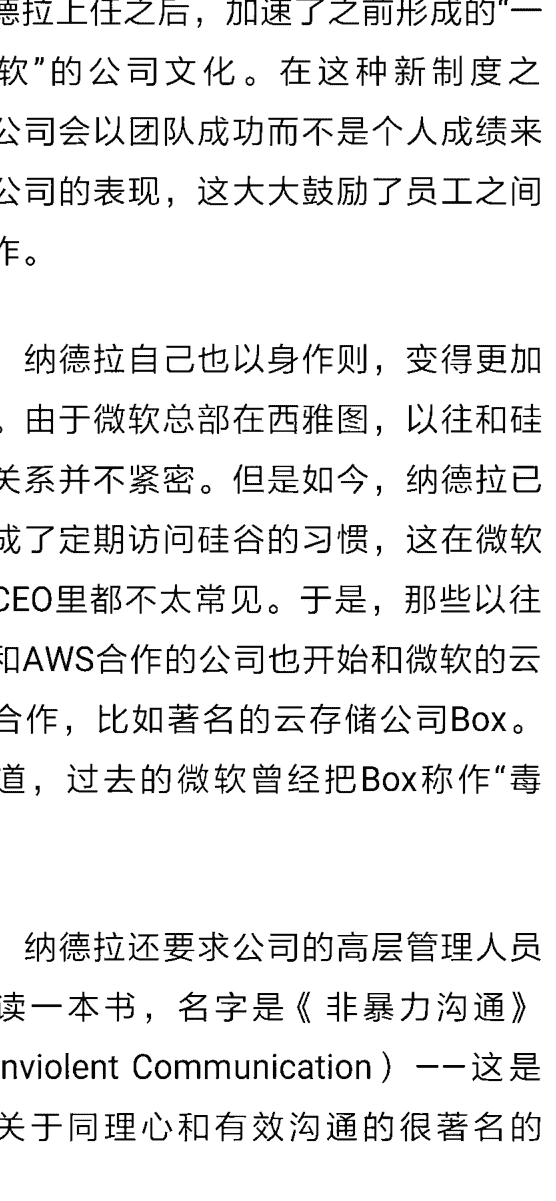 德拉上任之后，加速了之前形成的“一
软”的公司文化。在这种新制度之
公司会以团队成功而不是个人成绩来
公司的表现，这大大鼓励了员工之间
作。
纳德拉自己也以身作则，变得更加
。由于微软总部在西雅图，以往和硅
关系并不紧密。但是如今，纳德拉已
成了定期访问硅谷的习惯，这在微软
CEO里都不太常见。于是，那些以往
和AWS合作的公司也开始和微软的云
合作，比如著名的云存储公司Box。
道，过去的微软曾经把Box称作“毒
纳德拉还要求公司的高层管理人员
读一本书，名字是《非暴力沟通》
nviolent Communication）——这是
关于同理心和有效沟通的很著名的